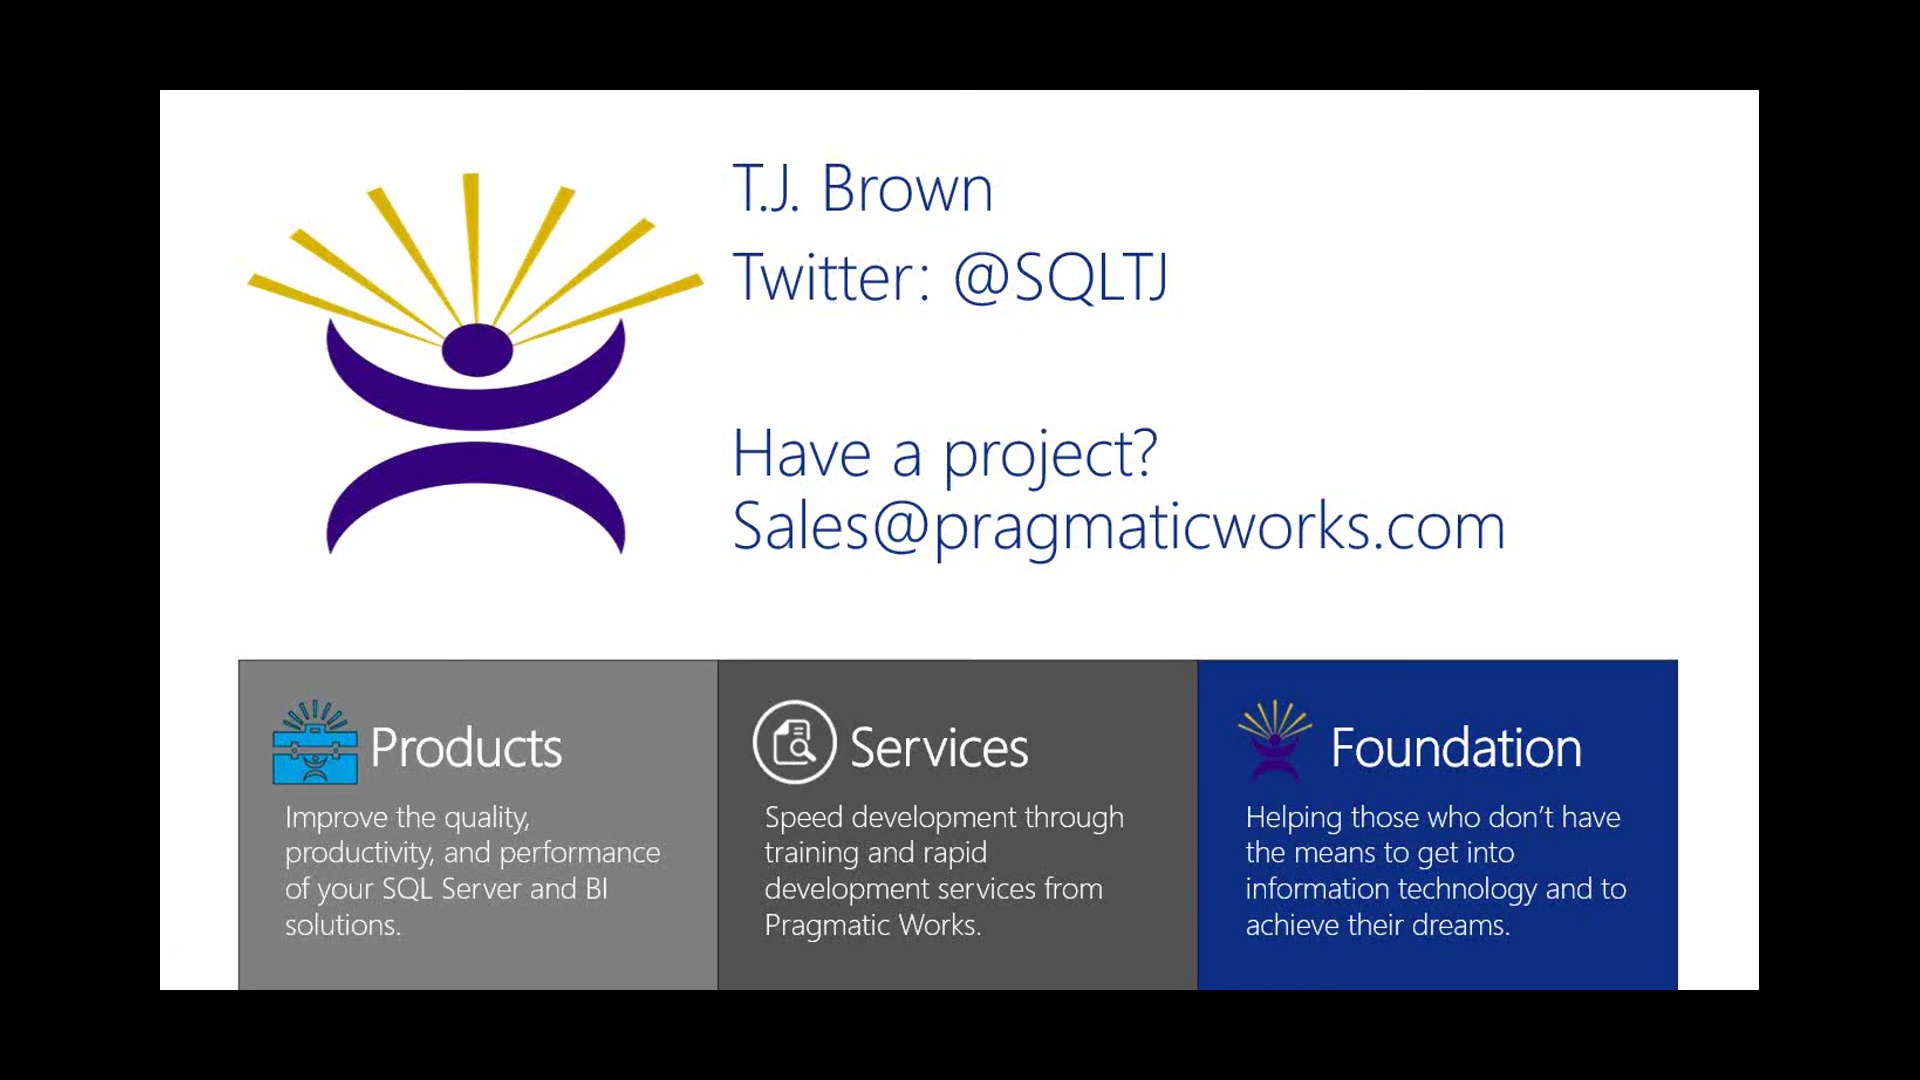 T.J. Brown
Twitter: @SQLTJ
Have a project?
Sales@pragmaticworks.com
Products
Improve the quality,
productivity, and performance
of your SQL Server and BI
solutions.
Services
Speed development through
training and rapid
development services from
Pragmatic Works.
Foundation
Helping those who don’t have
the means to get into
information technology and to
achieve their dreams.